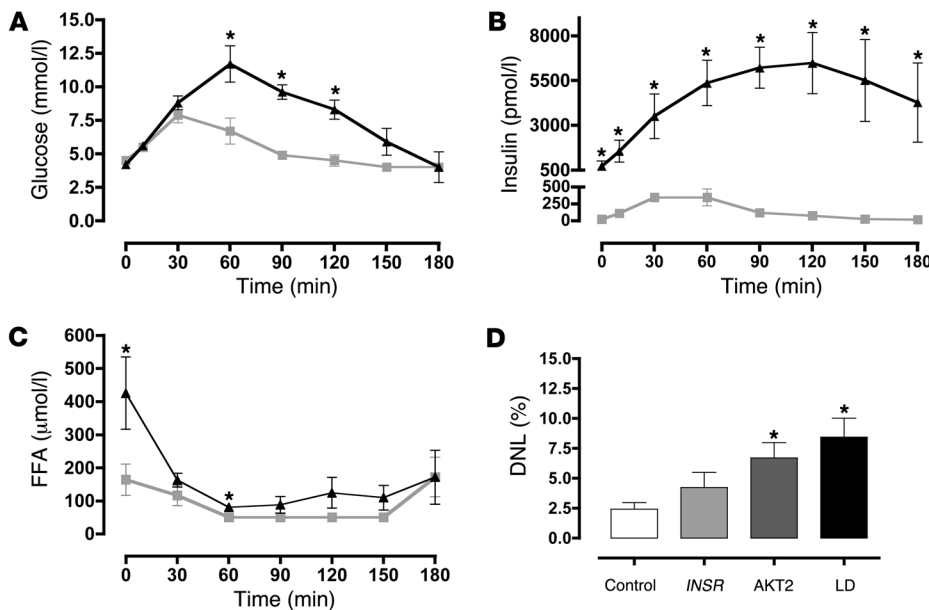 A
Glucose (mmol/l)
15.0
12.5
10.0
7.5
5.0
2.5
0.0
* * *
0 30 60 90 120 150 180
Time (min)
B
Insulin (pmol/l)
8000
5500
3000
500
500
250
0
* * * * * * * *
0 30 60 90 120 150 180
Time (min)
C
FFA (μmol/l)
600
500
400
300
200
100
0
* *
0 30 60 90 120 150 180
Time (min)
D
DNL (%)
15.0
12.5
10.0
7.5
5.0
2.5
0.0
* *
Control INSR AKT2 LD